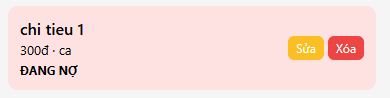 chi tieu 1
300đ · ca
ĐANG NỢ
Sửa
Xóa